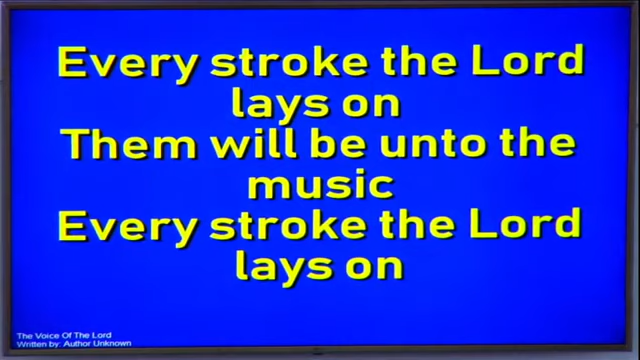 Every stroke the Lord
lays on
Them will be unto the
music
Every stroke the Lord
lays on
The Voice Of The Lord
Written by: Author Unknown